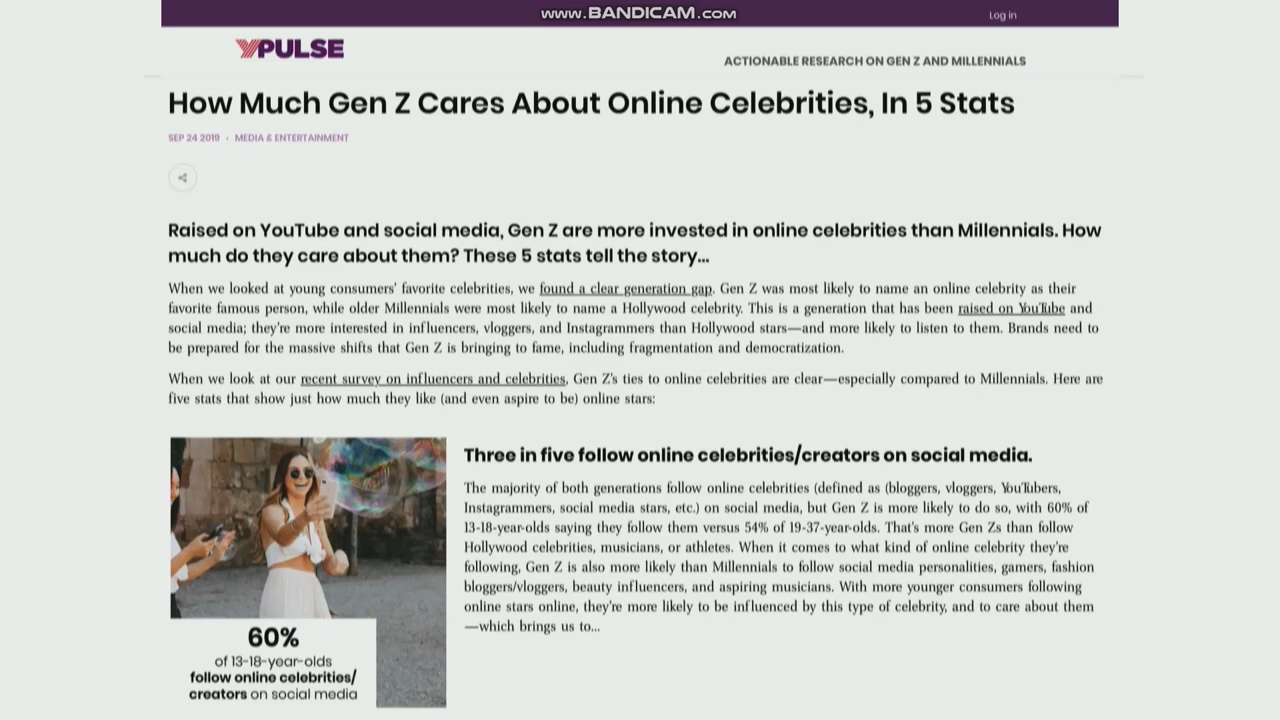 www.BANDICAM.com
Log in
YPULSE
ACTIONABLE RESEARCH ON GEN Z AND MILLENNIALS
How Much Gen Z Cares About Online Celebrities, In 5 Stats
SEP 24 2019 • MEDIA & ENTERTAINMENT
Raised on YouTube and social media, Gen Z are more invested in online celebrities than Millennials. How
much do they care about them? These 5 stats tell the story...
When we looked at young consumers' favorite celebrities, we found a clear generation gap. Gen Z was most likely to name an online celebrity as their
favorite famous person, while older Millennials were most likely to name a Hollywood celebrity. This is a generation that has been raised on YouTube and
social media; they're more interested in influencers, vloggers, and Instagrammers than Hollywood stars—and more likely to listen to them. Brands need to
be prepared for the massive shifts that Gen Z is bringing to fame, including fragmentation and democratization.
When we look at our recent survey on influencers and celebrities, Gen Z's ties to online celebrities are clear—especially compared to Millennials. Here are
five stats that show just how much they like (and even aspire to be) online stars:
Three in five follow online celebrities/creators on social media.
The majority of both generations follow online celebrities (defined as (bloggers, vloggers, YouTubers,
Instagrammers, social media stars, etc.) on social media, but Gen Z is more likely to do so, with 60% of
13-18-year-olds saying they follow them versus 54% of 19-37-year-olds. That's more Gen Zs than follow
Hollywood celebrities, musicians, or athletes. When it comes to what kind of online celebrity they're
following, Gen Z is also more likely than Millennials to follow social media personalities, gamers, fashion
bloggers/vloggers, beauty influencers, and aspiring musicians. With more younger consumers following
online stars online, they're more likely to be influenced by this type of celebrity, and to care about them
—which brings us to...
60%
of 13-18-year-olds
follow online celebrities/
creators on social media